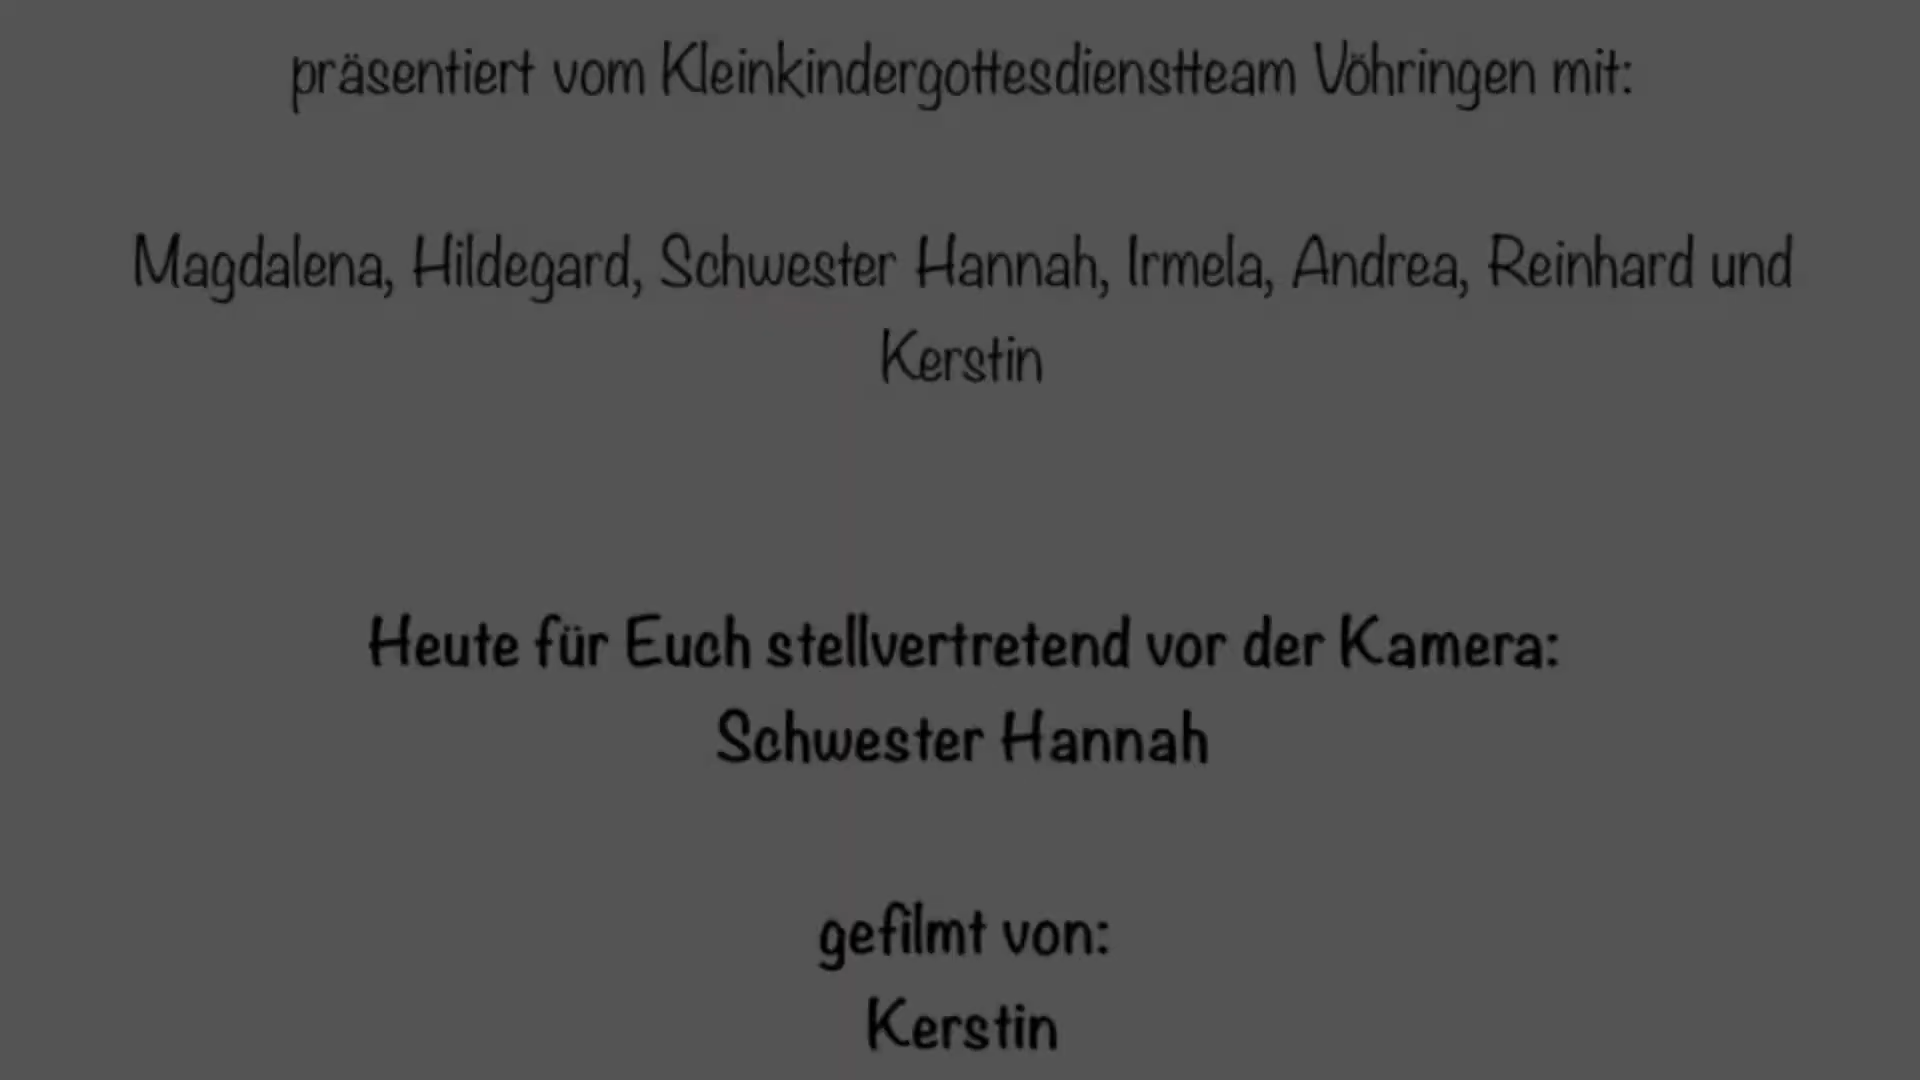 präsentiert vom Kleinkindergottesdienstteam Vöhringen mit:
Magdalena, Hildegard, Schwester Hannah, Irmela, Andrea, Reinhard und
Kerstin
Heute für Euch stellvertretend vor der Kamera:
Schwester Hannah
gefilmt von:
Kerstin